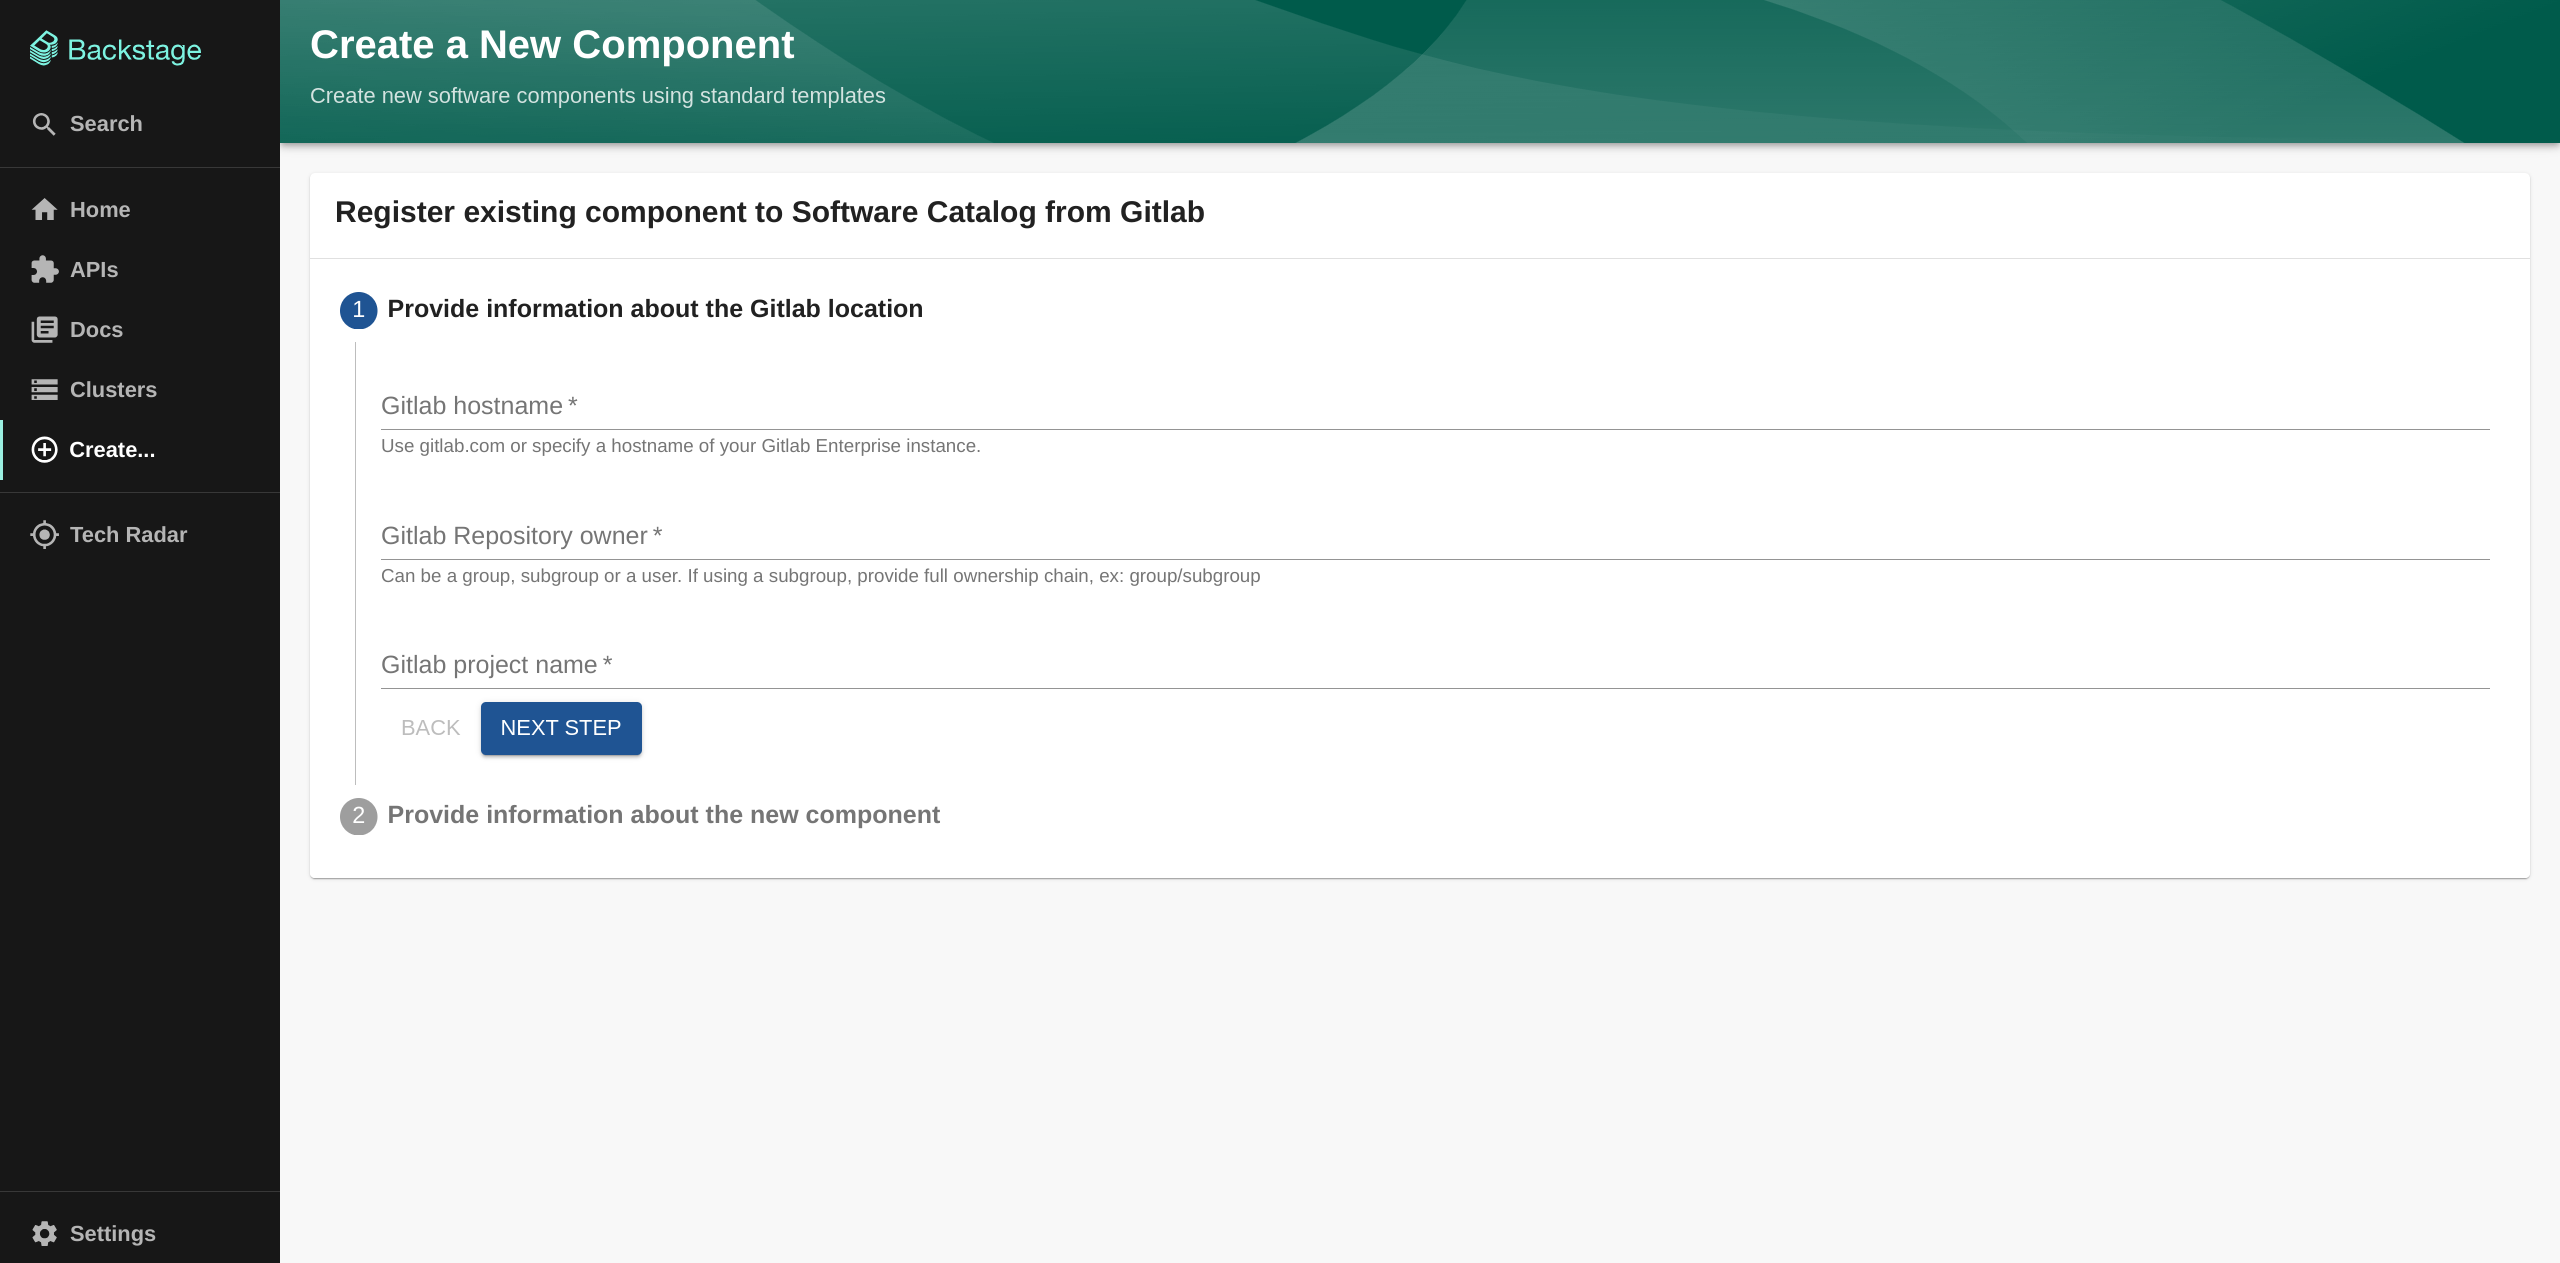 Backstage
Search
Home
APIs
Docs
Clusters
Create...
Tech Radar
Settings
Create a New Component
Create new software components using standard templates
Register existing component to Software Catalog from Gitlab
1 Provide information about the Gitlab location
Gitlab hostname *
Use gitlab.com or specify a hostname of your Gitlab Enterprise instance.
Gitlab Repository owner *
Can be a group, subgroup or a user. If using a subgroup, provide full ownership chain, ex: group/subgroup
Gitlab project name *
BACK NEXT STEP
2 Provide information about the new component